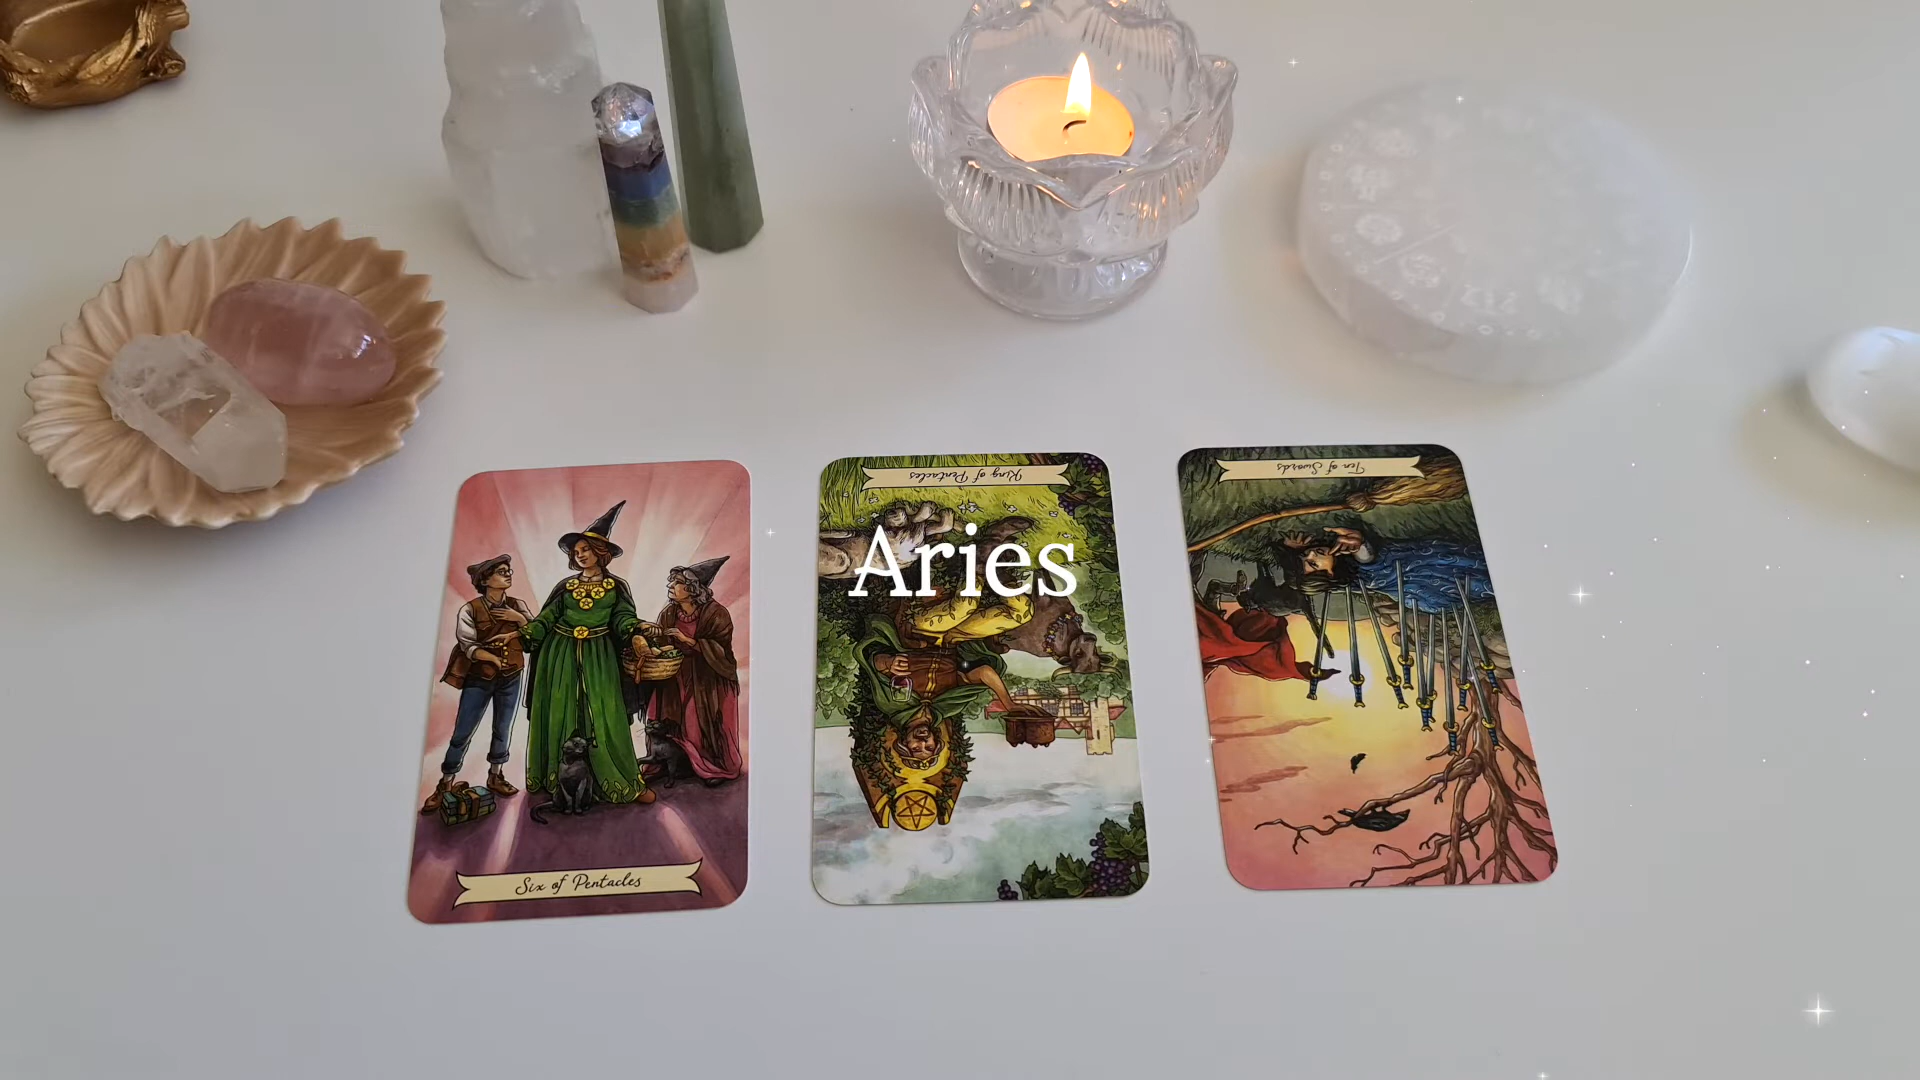 King of Pentacles
Ten of Swords
Aries
Six of Pentacles